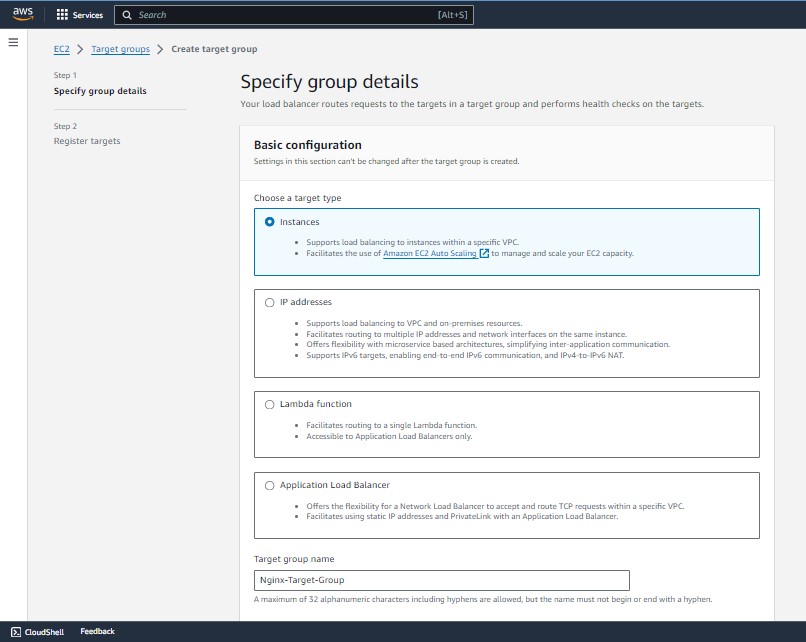 aws
Services
Search
[Alt+S]
EC2 > Target groups > Create target group
Step 1
Specify group details
Step 2
Register targets
Specify group details
Your load balancer routes requests to the targets in a target group and performs health checks on the targets.
Basic configuration
Settings in this section can't be changed after the target group is created.
Choose a target type
Instances
• Supports load balancing to instances within a specific VPC.
• Facilitates the use of Amazon EC2 Auto Scaling to manage and scale your EC2 capacity.
IP addresses
• Supports load balancing to VPC and on-premises resources.
• Facilitates routing to multiple IP addresses and network interfaces on the same instance.
• Offers flexibility with microservice based architectures, simplifying inter-application communication.
• Supports IPv6 targets, enabling end-to-end IPv6 communication, and IPv4-to-IPv6 NAT.
Lambda function
• Facilitates routing to a single Lambda function.
• Accessible to Application Load Balancers only.
Application Load Balancer
• Offers the flexibility for a Network Load Balancer to accept and route TCP requests within a specific VPC.
• Facilitates using static IP addresses and PrivateLink with an Application Load Balancer.
Target group name
Nginx-Target-Group
A maximum of 32 alphanumeric characters including hyphens are allowed, but the name must not begin or end with a hyphen.
CloudShell
Feedback